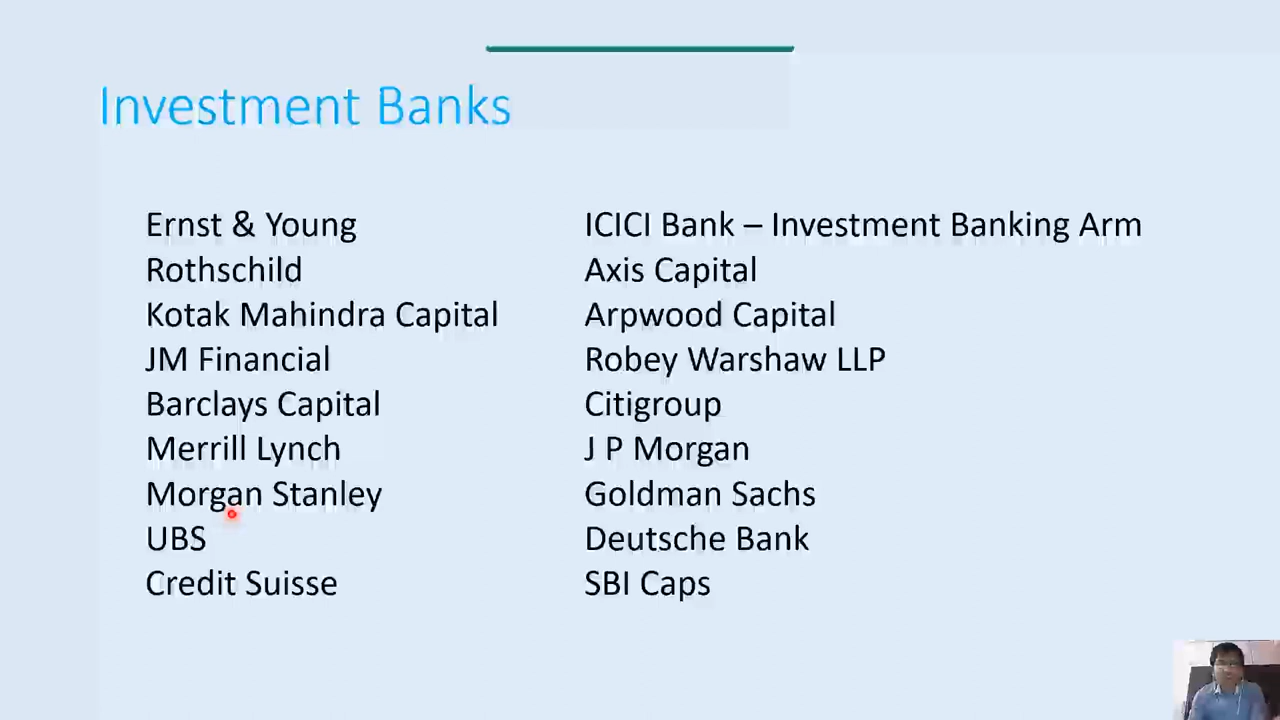 Investment Banks
Ernst & Young
Rothschild
Kotak Mahindra Capital
JM Financial
Barclays Capital
Merrill Lynch
Morgan Stanley
UBS
Credit Suisse
ICICI Bank – Investment Banking Arm
Axis Capital
Arpwood Capital
Robey Warshaw LLP
Citigroup
J P Morgan
Goldman Sachs
Deutsche Bank
SBI Caps